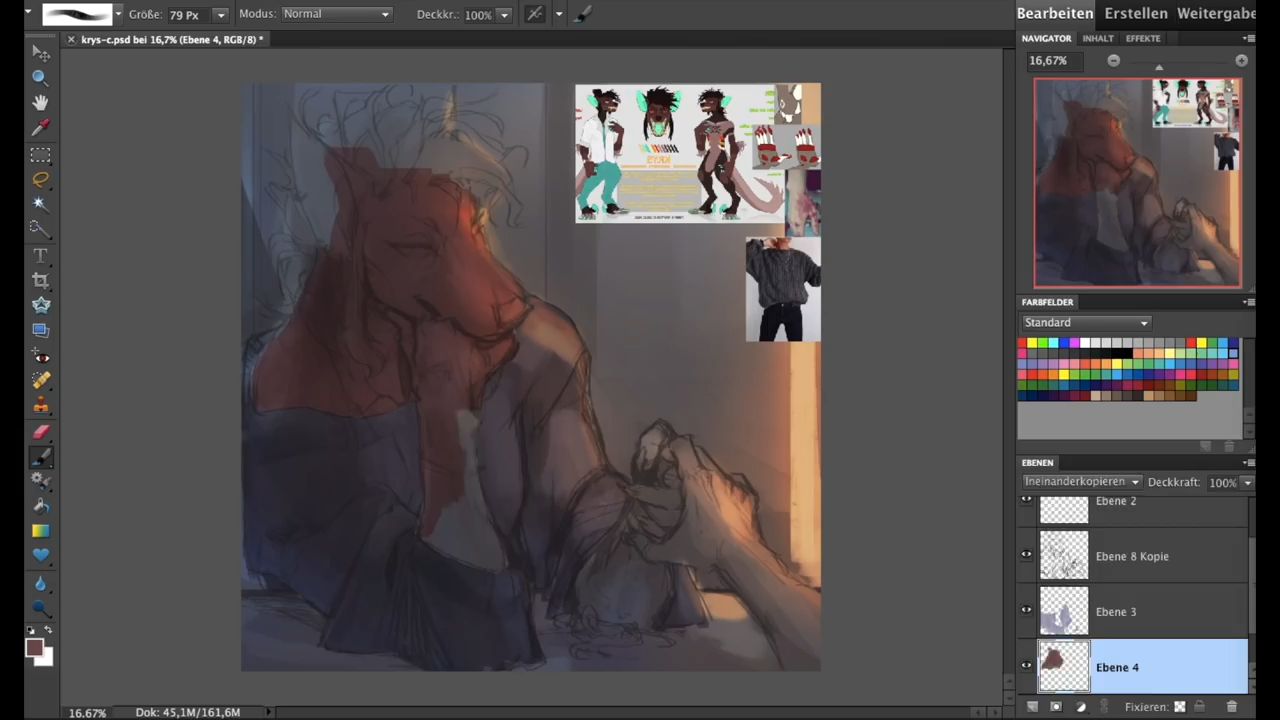 Größe: 79 Px Modus: Normal Deckkr.: 100% Bearbeiten Erstellen Weitergabe
krys-c.psd bei 16,7% (Ebene 4, RGB/8) * NAVIGATOR INHALT EFFEKTE
16,67%
KRYS
FARBFELDER
Standard
EBENEN
Ineinanderkopieren Deckkraft: 100%
Ebene 2
Ebene 8 Kopie
Ebene 3
Ebene 4
Fixieren:
16.67% Dok: 45,1M/161,6M